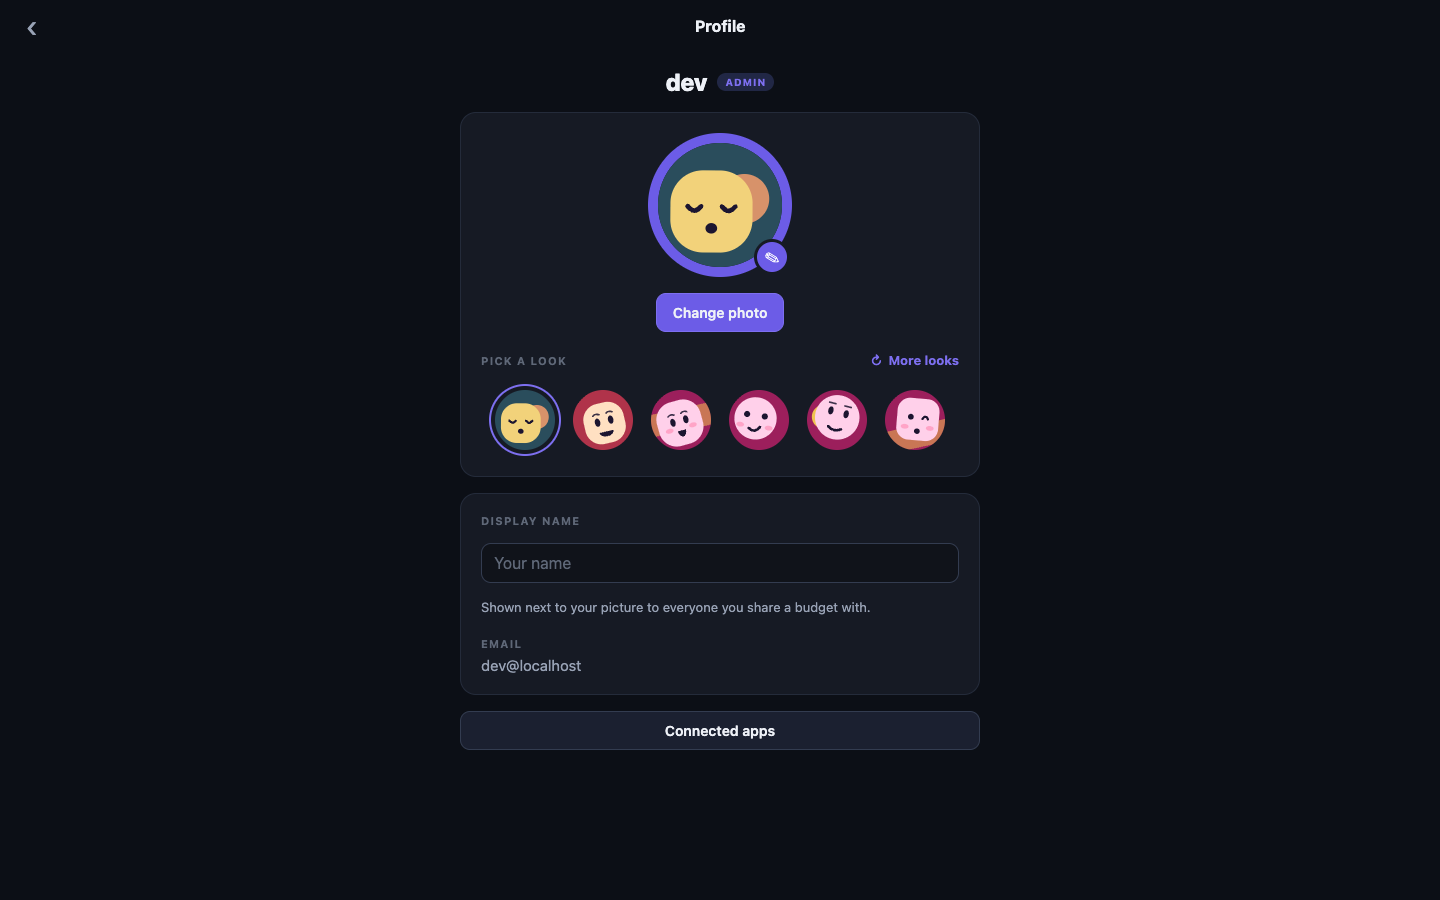 Profile
dev ADMIN
Change photo
PICK A LOOK
More looks
DISPLAY NAME
Your name
Shown next to your picture to everyone you share a budget with.
EMAIL
dev@localhost
Connected apps